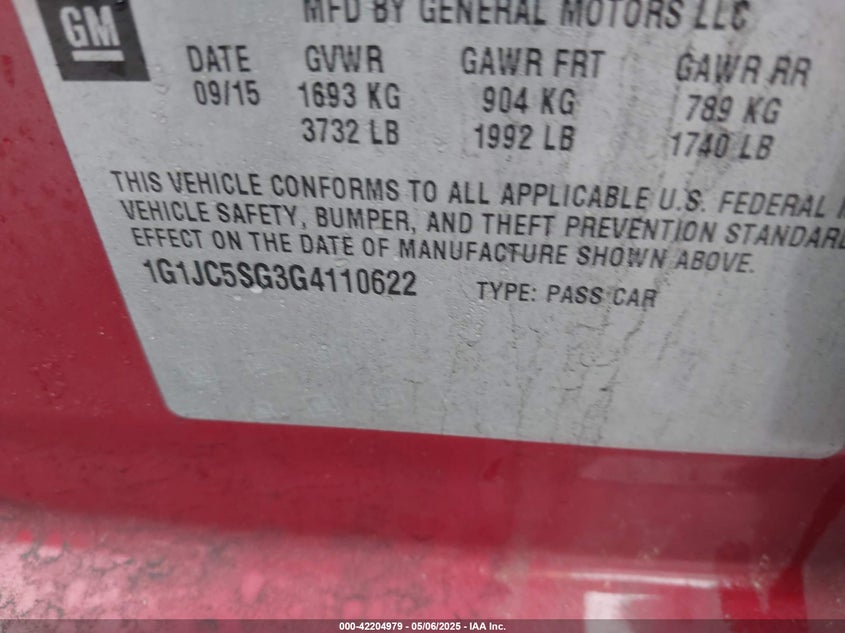 GM
MFD BY GENERAL MOTORS LLC
DATE GVWR GAWR FRT GAWR RR
09/15 1693 KG 904 KG 789 KG
3732 LB 1992 LB 1740 LB
THIS VEHICLE CONFORMS TO ALL APPLICABLE U.S. FEDERAL
VEHICLE SAFETY, BUMPER, AND THEFT PREVENTION STANDARD
EFFECT ON THE DATE OF MANUFACTURE SHOWN ABOVE.
1G1JC5SG3G4110622 TYPE: PASS CAR
000-42204979 - 05/06/2025 - IAA Inc.